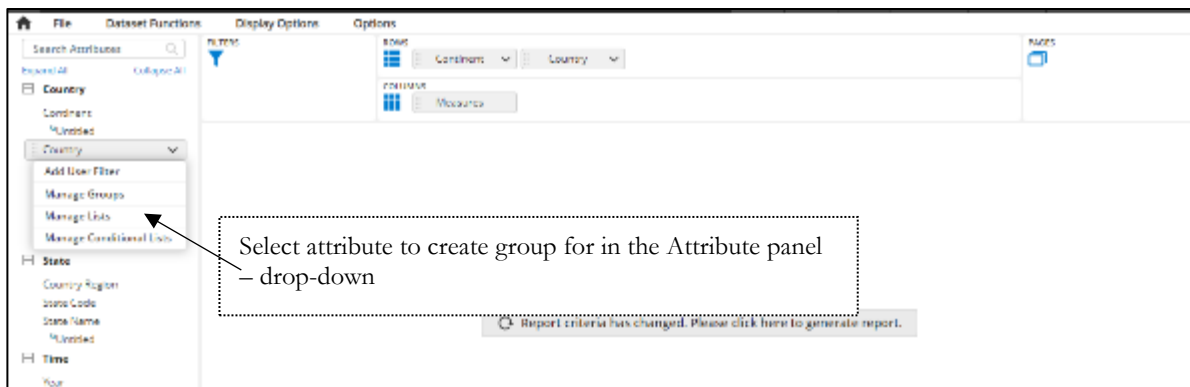 File Dataset Functions Display Options Options
Search Attributes
Expand All Collapse All
Country
Continent
*Untitled
Country
Add User Filter
Manage Groups
Manage Lists
Manage Conditional Lists
State
Country Region
State Code
State Name
*Untitled
Time
Year
FILTERS
ROWS
Continent Country
COLUMNS
Measures
PAGES
Select attribute to create group for in the Attribute panel
– drop-down
Report criteria has changed. Please click here to generate report.